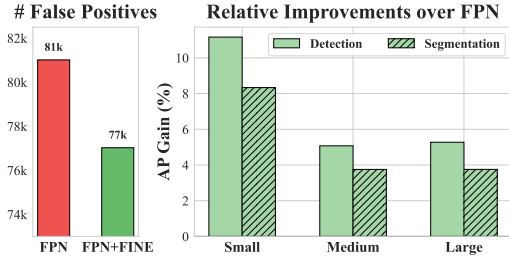 # False Positives
82k
80k
78k
76k
74k
81k
77k
FPN
FPN+FINE
Relative Improvements over FPN
AP Gain (%)
10
8
6
4
2
0
Detection
Segmentation
Small
Medium
Large